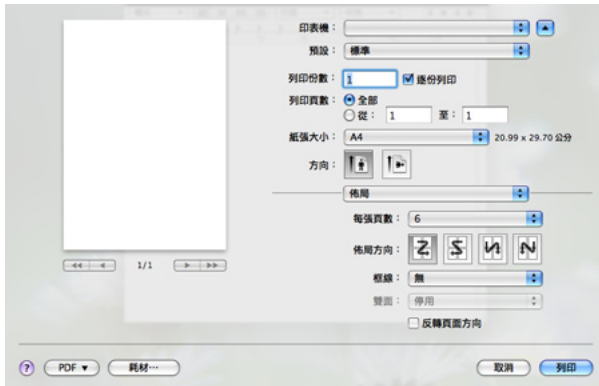 印表機：
預設： 標準
列印份數： 1 逐份列印
列印頁數： 全部
從： 1 至： 1
紙張大小： A4 20.99 x 29.70 公分
方向：
佈局
每張頁數： 6
佈局方向：
框線： 無
雙面： 停用
反轉頁面方向
1/1
? PDF ▼ 耗材⋯ 取消 列印